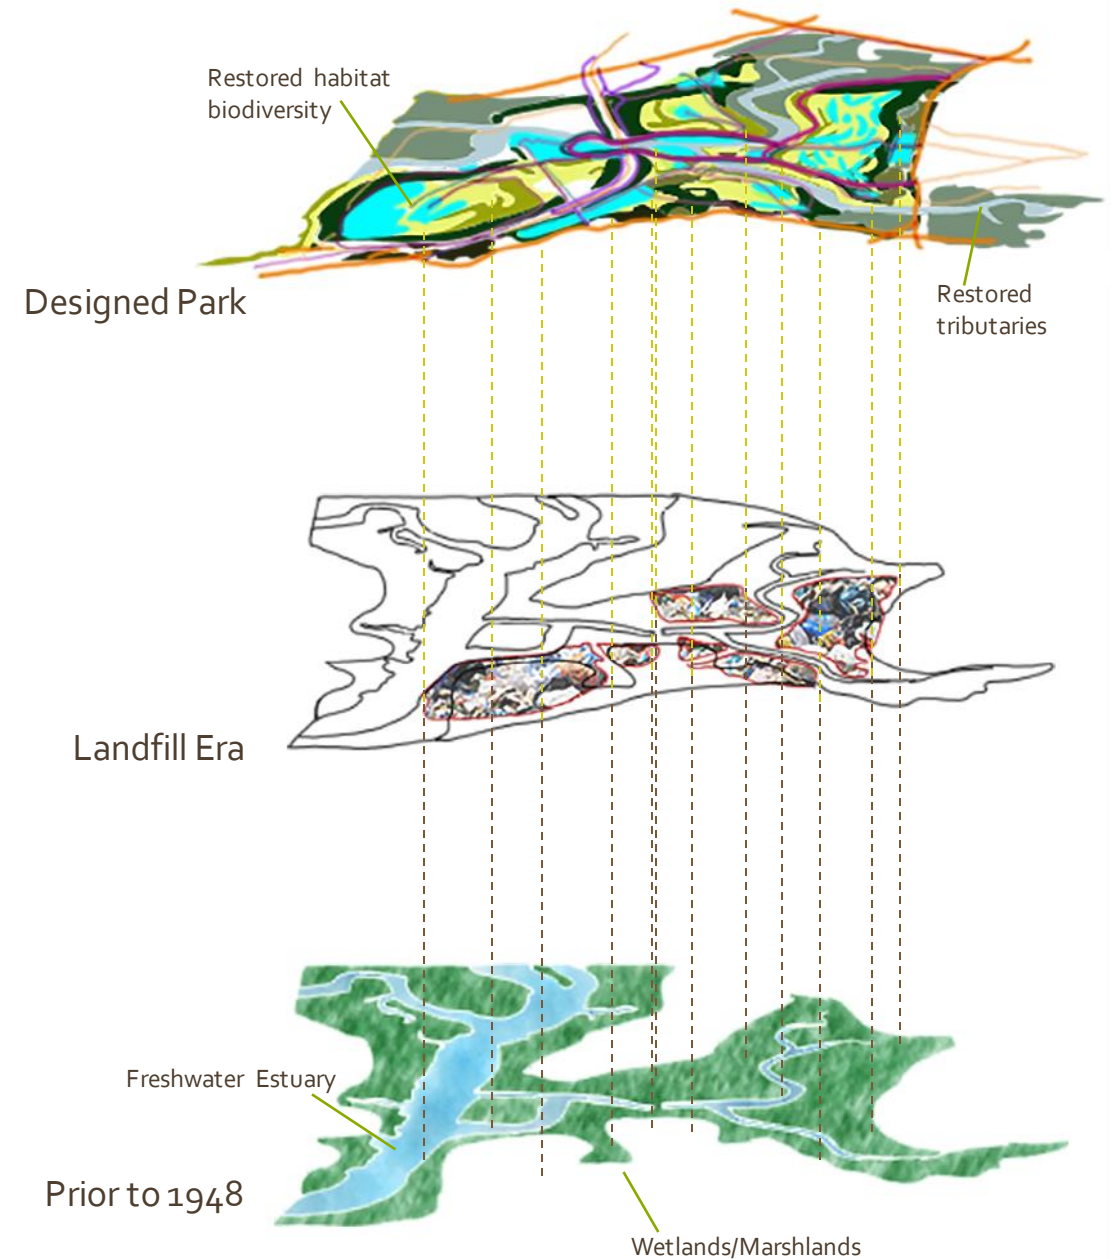 Restored habitat
biodiversity
Designed Park
Restored
tributaries
Landfill Era
Freshwater Estuary
Prior to 1948
Wetlands/Marshlands